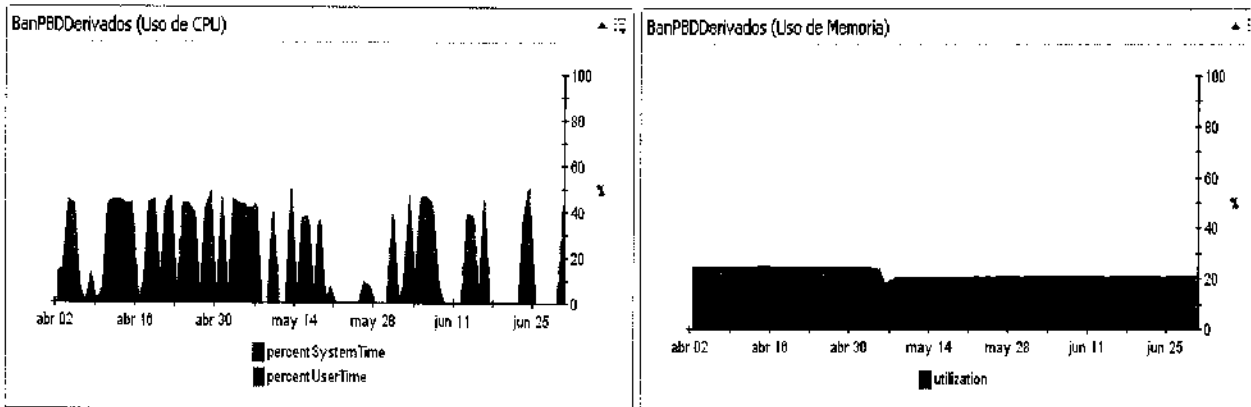 BanPBDDerivados (Uso de CPU)
100
80
60
%
40
20
0
abr 02 abr 16 abr 30 may 14 may 28 jun 11 jun 25
percentSystemTime
percentUserTime
BanPBDDerivados (Uso de Memoria)
100
80
60
%
40
20
0
abr 02 abr 16 abr 30 may 14 may 28 jun 11 jun 25
utilization